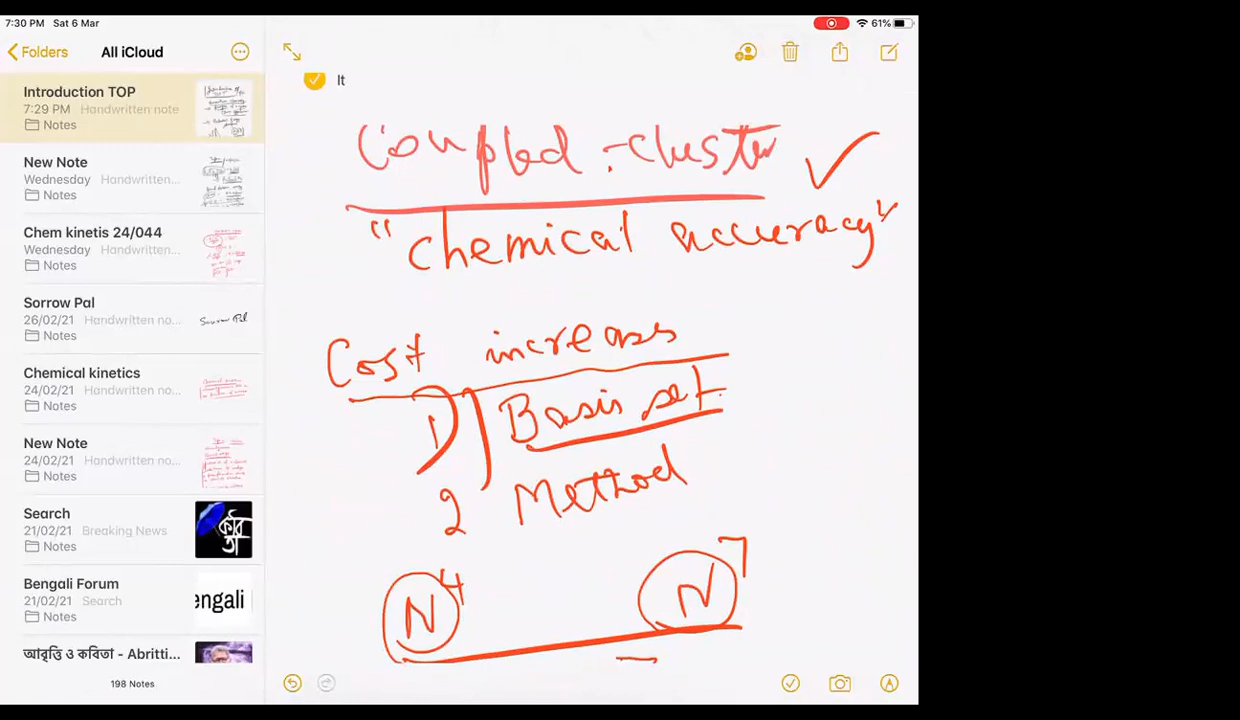 7:30 PM Sat 6 Mar
61%
Folders
All iCloud
Introduction TOP
7:29 PM Handwritten note
Notes
New Note
Wednesday Handwritten...
Notes
Chem kinetis 24/044
Wednesday Handwritten...
Notes
Sorrow Pal
26/02/21 Handwritten no...
Notes
Chemical kinetics
24/02/21 Handwritten no...
Notes
New Note
24/02/21 Handwritten no...
Notes
Search
21/02/21 Breaking News
Notes
Bengali Forum
21/02/21 Search
Notes
আবৃত্তি ও কবিতা - Abritti...
198 Notes
It
Coupled-cluster
"chemical accuracy"
Cost increases
1) Basis set
2 Method
N4 N7